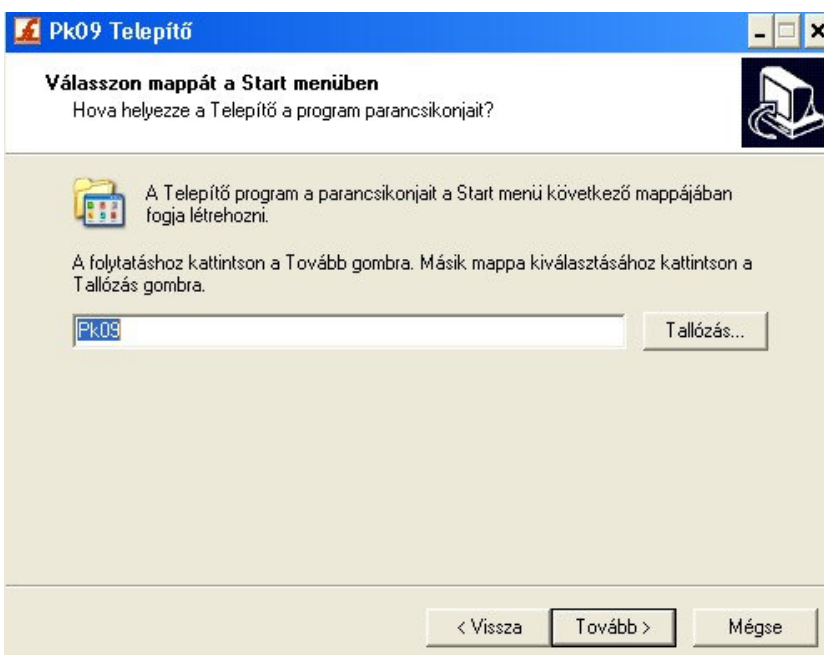 Pk09 Telepítő
Válasszon mappát a Start menüben
Hova helyezze a Telepítő a program parancsikonjait?
A Telepítő program a parancsikonjait a Start menü következő mappájában
fogja létrehozni.
A folytatáshoz kattintson a Tovább gombra. Másik mappa kiválasztásához kattintson a
Tallózás gombra.
Pk09
Tallózás...
< Vissza
Tovább >
Mégse